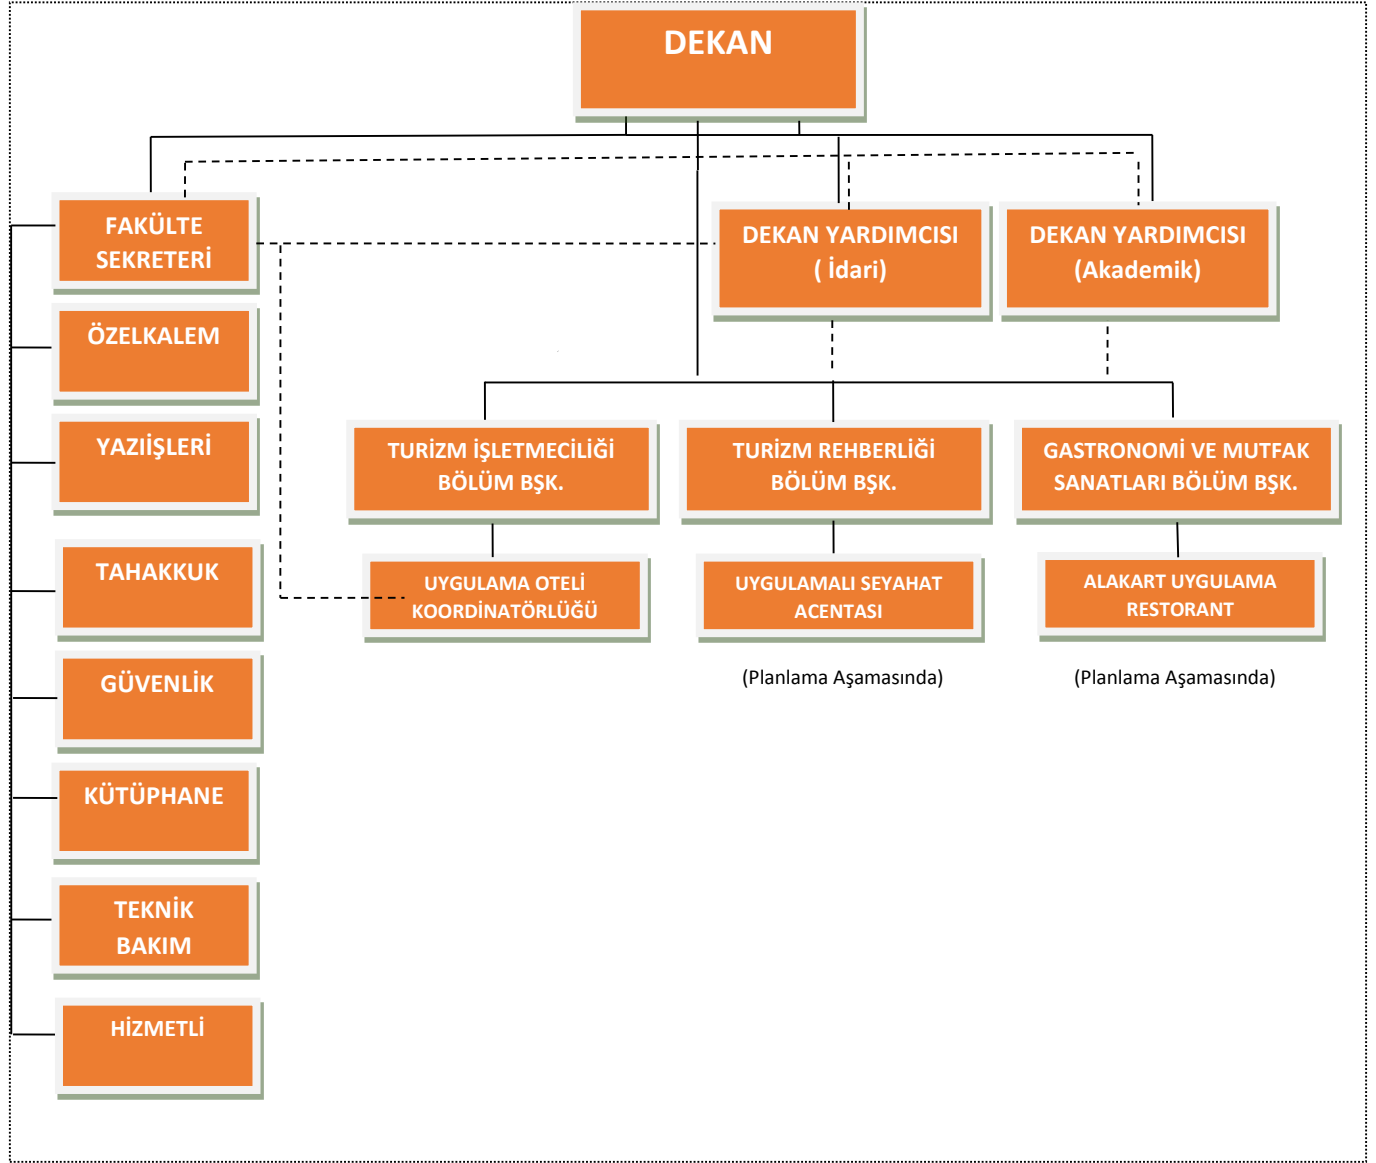 DEKAN
FAKÜLTE
SEKRETERİ
DEKAN YARDIMCISI
( İdari)
DEKAN YARDIMCISI
(Akademik)
ÖZELKALEM
YAZIİŞLERİ
TURİZM İŞLETMECİLİĞİ
BÖLÜM BŞK.
TURİZM REHBERLİĞİ
BÖLÜM BŞK.
GASTRONOMİ VE MUTFAK
SANATLARI BÖLÜM BŞK.
TAHAKKUK
UYGULAMA OTELİ
KOORDİNATÖRLÜĞÜ
UYGULAMALI SEYAHAT
ACENTASI
ALAKART UYGULAMA
RESTORANT
GÜVENLİK
(Planlama Aşamasında)
(Planlama Aşamasında)
KÜTÜPHANE
TEKNİK
BAKIM
HİZMETLİ